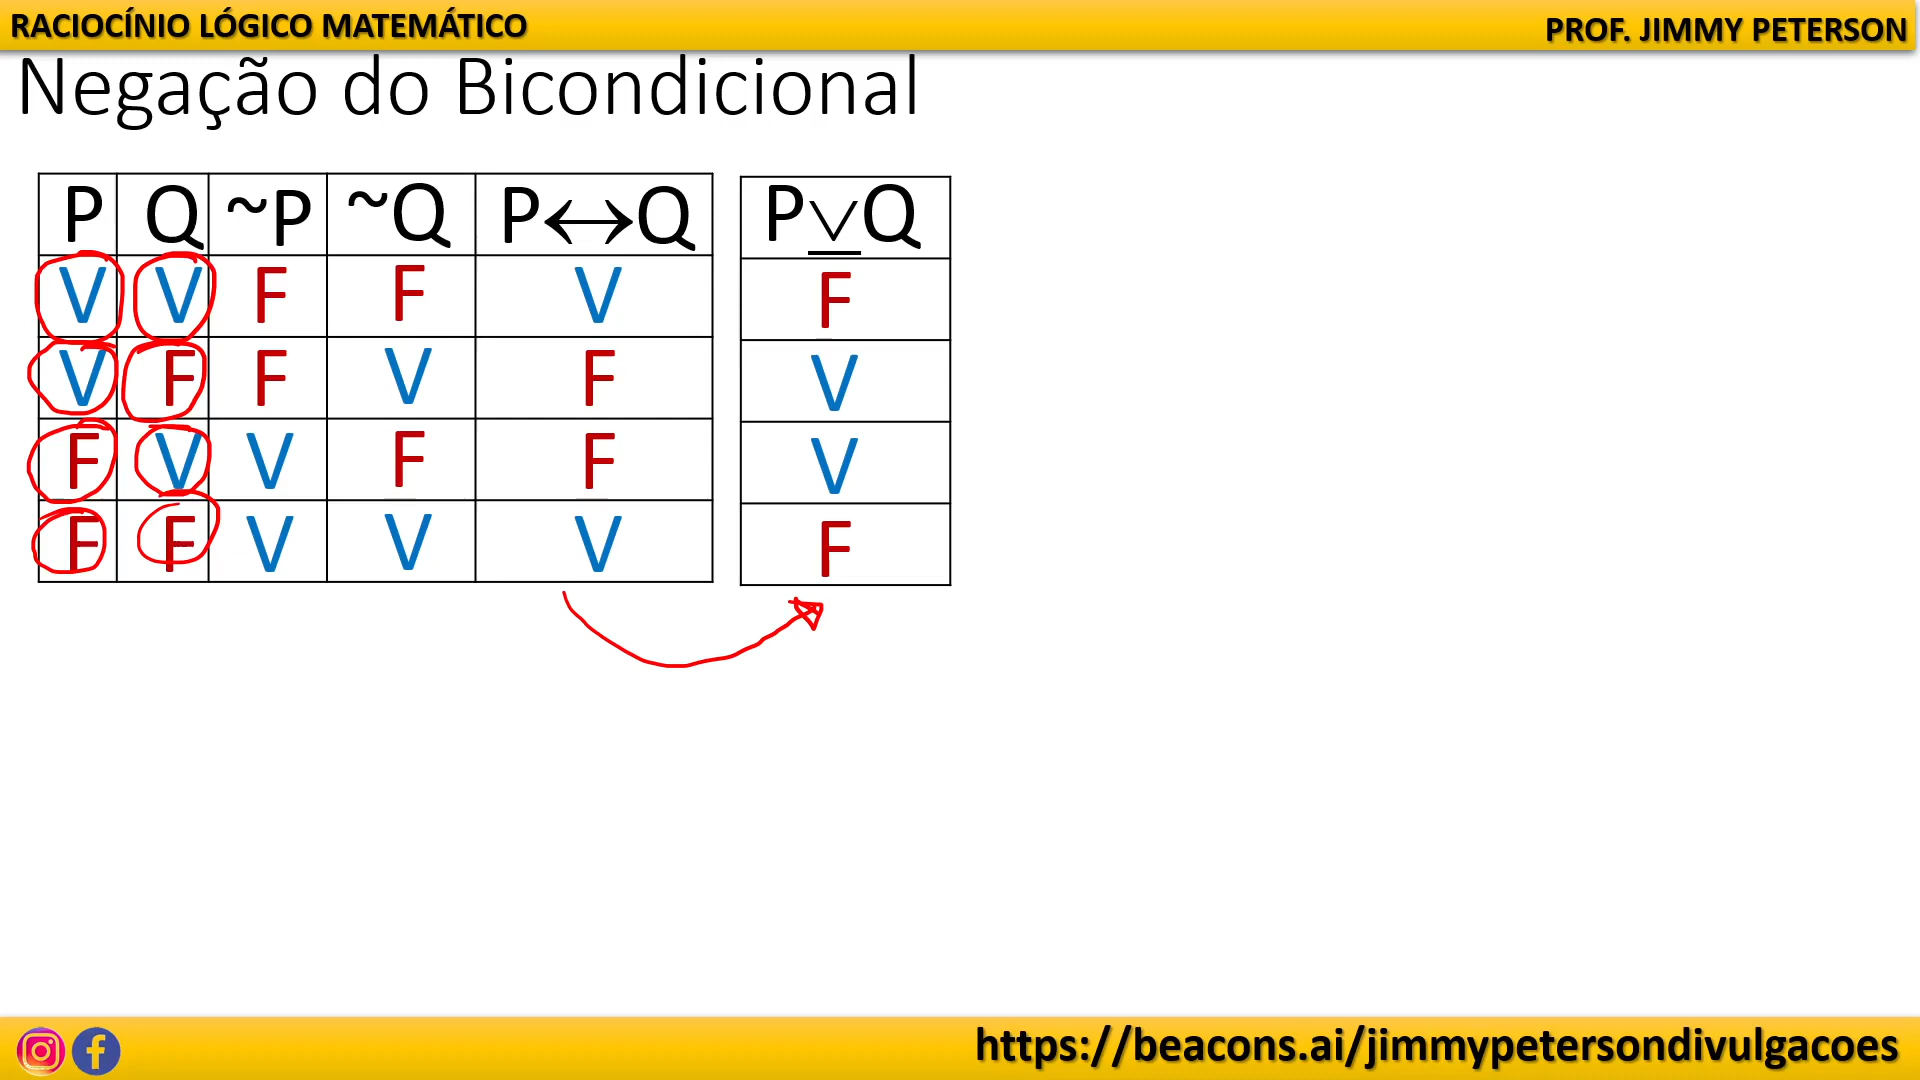 RACIOCÍNIO LÓGICO MATEMÁTICO
PROF. JIMMY PETERSON
Negação do Bicondicional
P Q ~P ~Q P↔Q P⊻Q
V V F F V F
V F F V F V
F V V F F V
F F V V V F
https://beacons.ai/jimmypetersondivulgacoes